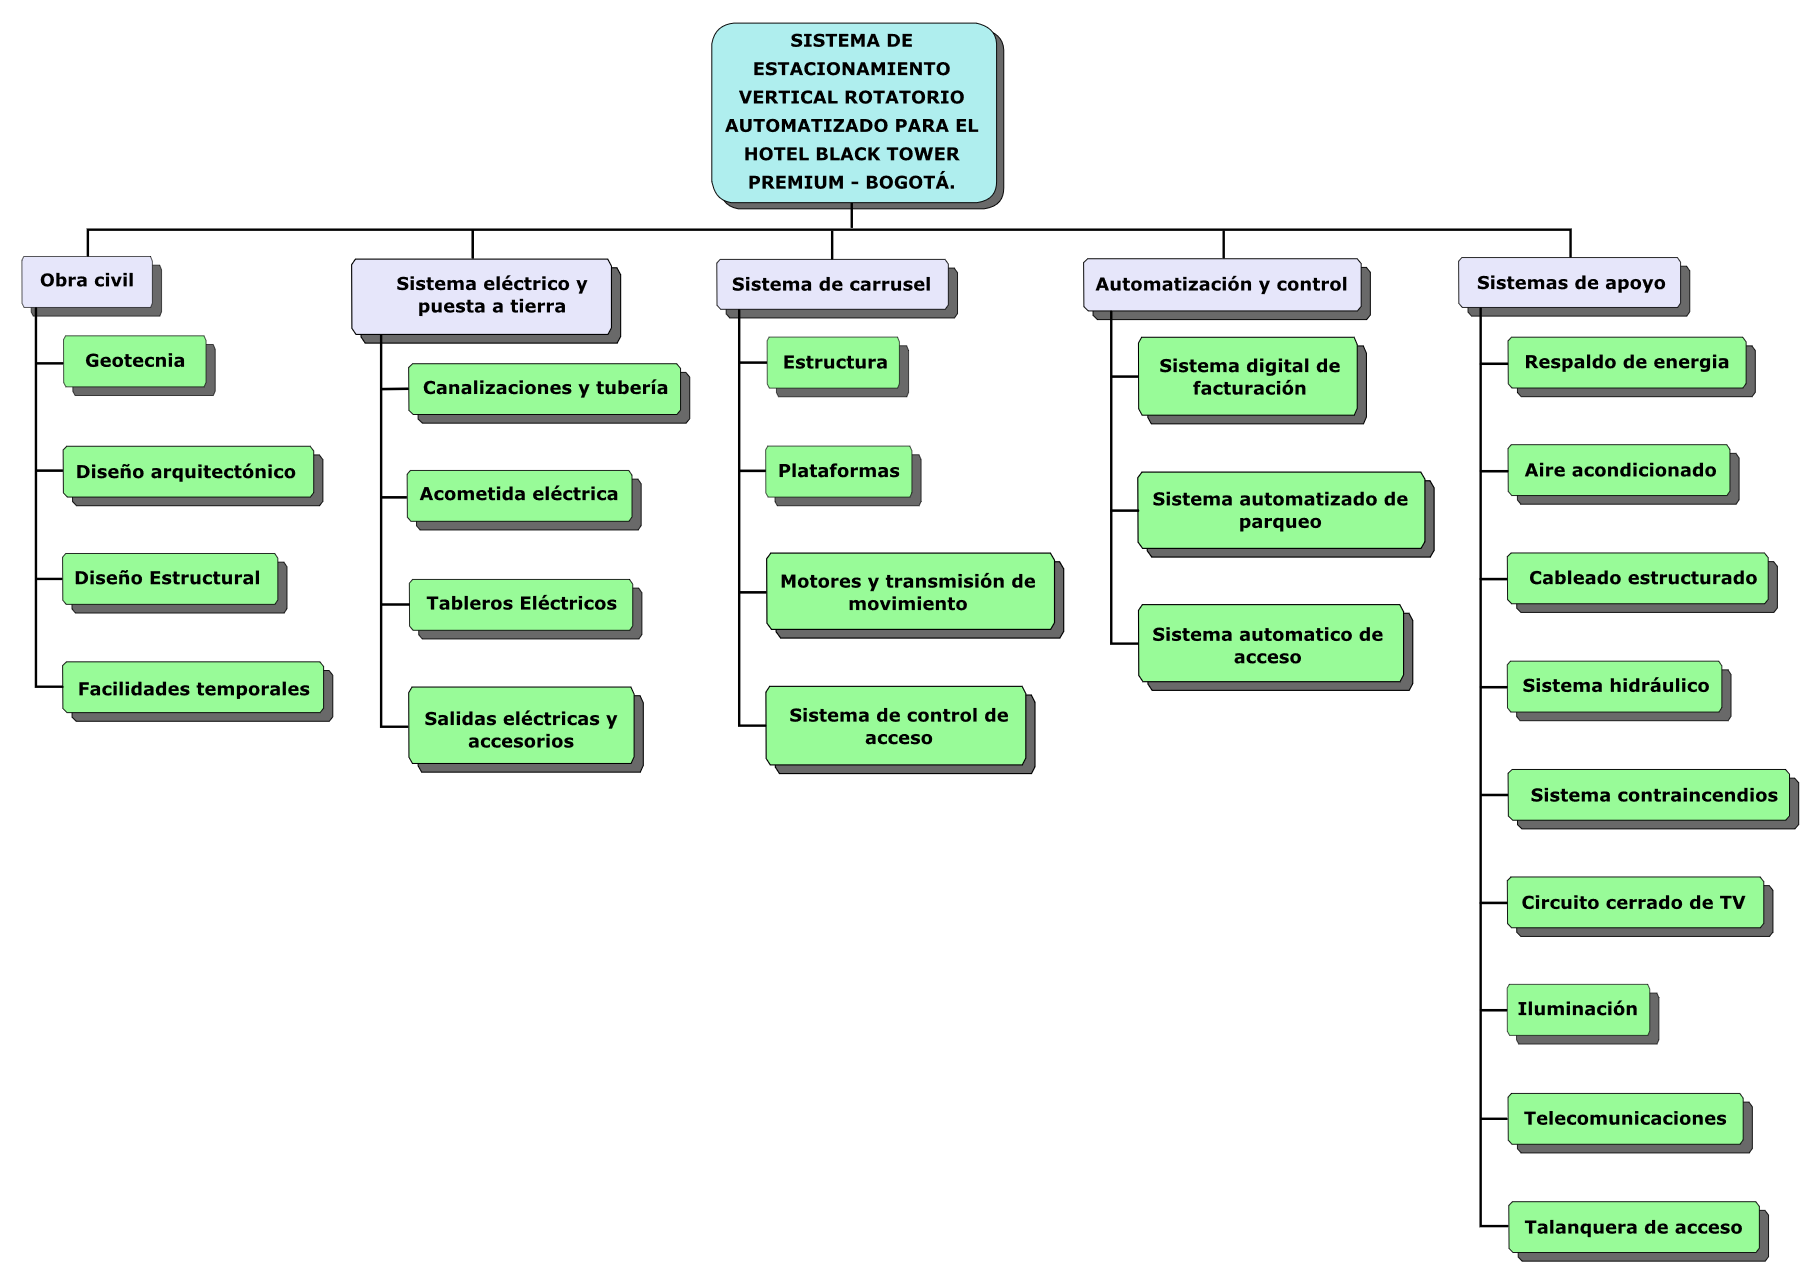 SISTEMA DE
ESTACIONAMIENTO
VERTICAL ROTATORIO
AUTOMATIZADO PARA EL
HOTEL BLACK TOWER
PREMIUM – BOGOTÁ.
Obra civil
Geotecnia
Diseño arquitectónico
Diseño Estructural
Facilidades temporales
Sistema eléctrico y
puesta a tierra
Canalizaciones y tubería
Acometida eléctrica
Tableros Eléctricos
Salidas eléctricas y
accesorios
Sistema de carrusel
Estructura
Plataformas
Motores y transmisión de
movimiento
Sistema de control de
acceso
Automatización y control
Sistema digital de
facturación
Sistema automatizado de
parqueo
Sistema automatico de
acceso
Sistemas de apoyo
Respaldo de energia
Aire acondicionado
Cableado estructurado
Sistema hidráulico
Sistema contraincendios
Circuito cerrado de TV
Iluminación
Telecomunicaciones
Talanquera de acceso